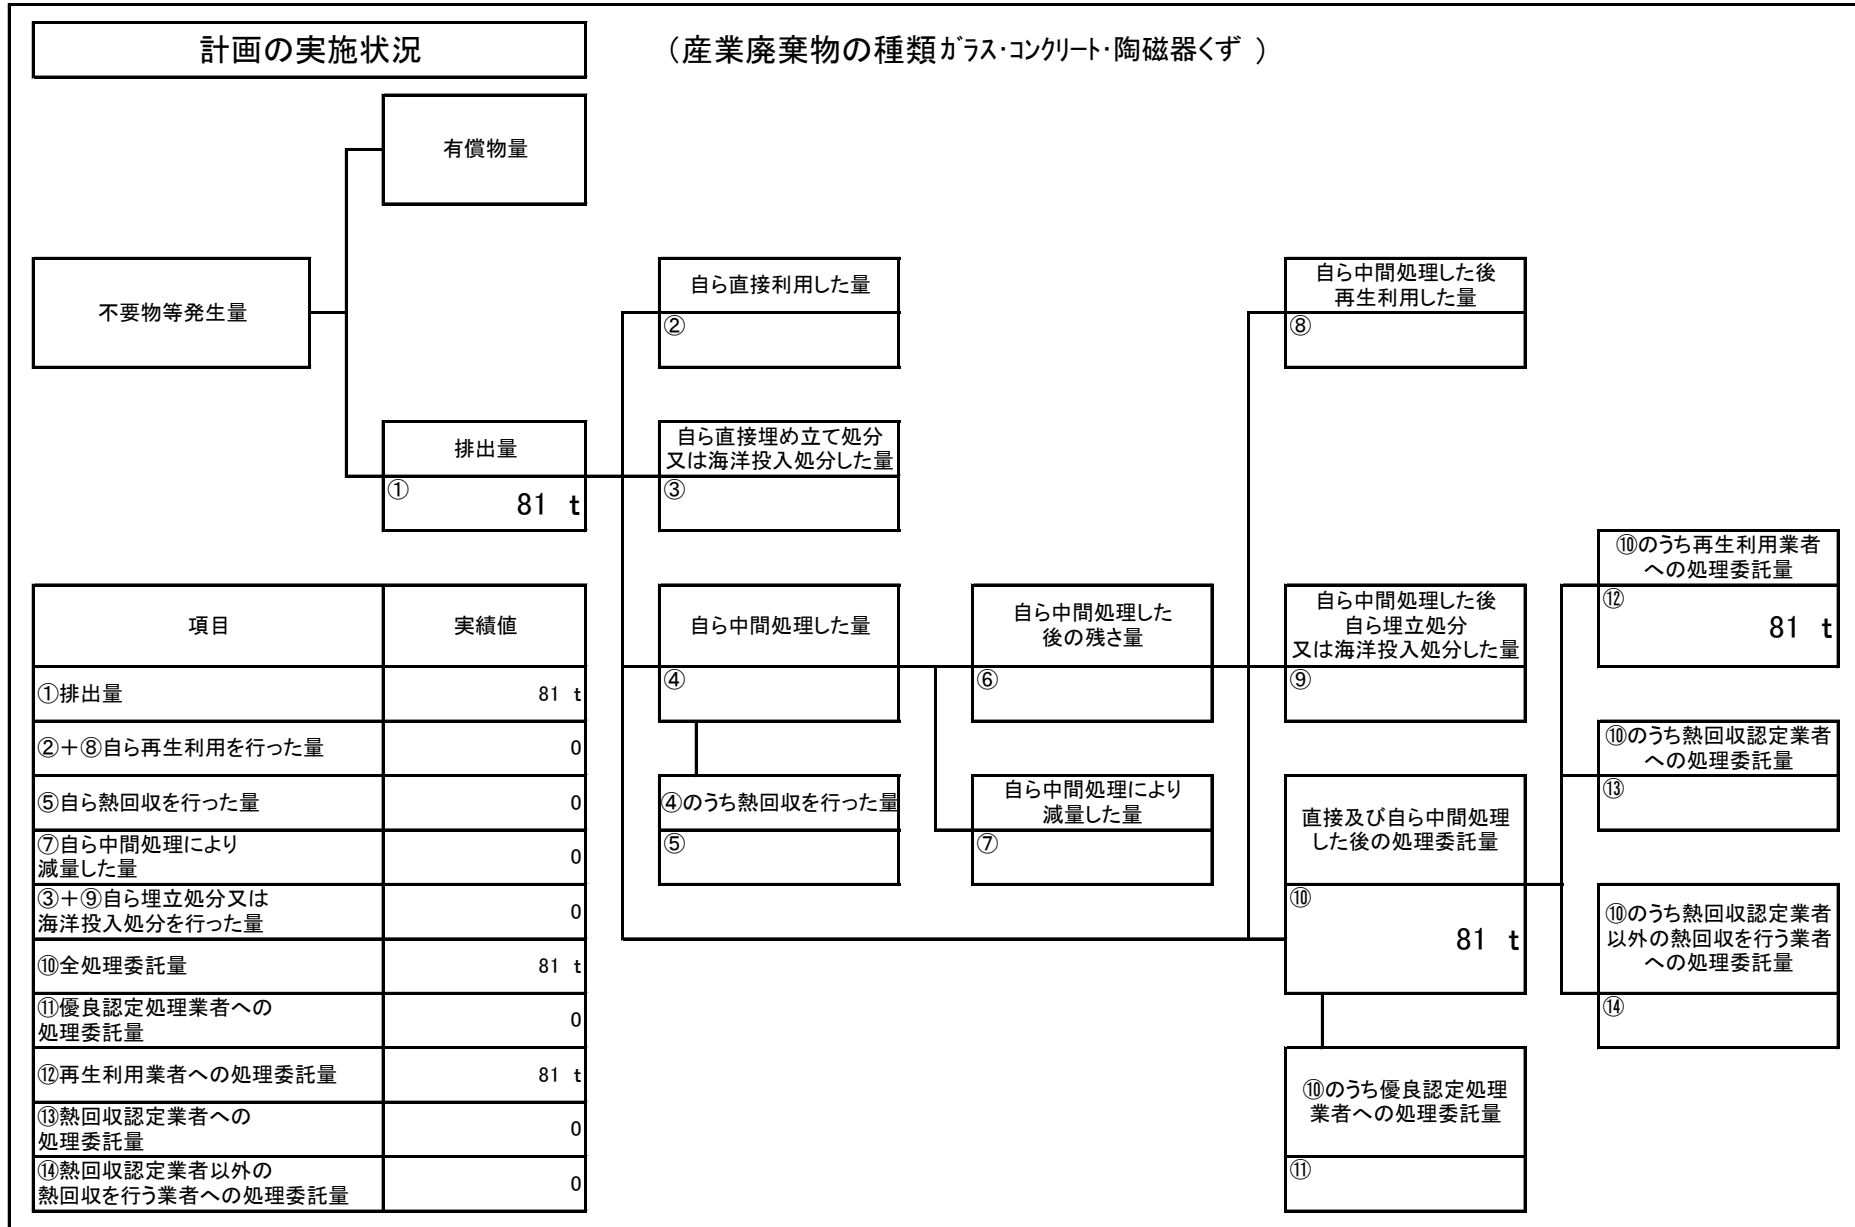 計画の実施状況
（産業廃棄物の種類ｶﾞﾗｽ･ｺﾝｸﾘｰﾄ･陶磁器くず ）
有償物量
不要物等発生量
自ら直接利用した量
②
自ら中間処理した後
再生利用した量
⑧
排出量
① 81 t
自ら直接埋め立て処分
又は海洋投入処分した量
③
⑩のうち再生利用業者
への処理委託量
⑫ 81 t
自ら中間処理した量
④
自ら中間処理した
後の残さ量
⑥
自ら中間処理した後
自ら埋立処分
又は海洋投入処分した量
⑨
⑩のうち熱回収認定業者
への処理委託量
⑬
④のうち熱回収を行った量
⑤
自ら中間処理により
減量した量
⑦
直接及び自ら中間処理
した後の処理委託量
⑩ 81 t
⑩のうち熱回収認定業者
以外の熱回収を行う業者
への処理委託量
⑭
⑩のうち優良認定処理
業者への処理委託量
⑪
項目 実績値
①排出量 81 t
②＋⑧自ら再生利用を行った量 0
⑤自ら熱回収を行った量 0
⑦自ら中間処理により
減量した量 0
③＋⑨自ら埋立処分又は
海洋投入処分を行った量 0
⑩全処理委託量 81 t
⑪優良認定処理業者への
処理委託量 0
⑫再生利用業者への処理委託量 81 t
⑬熱回収認定業者への
処理委託量 0
⑭熱回収認定業者以外の
熱回収を行う業者への処理委託量 0